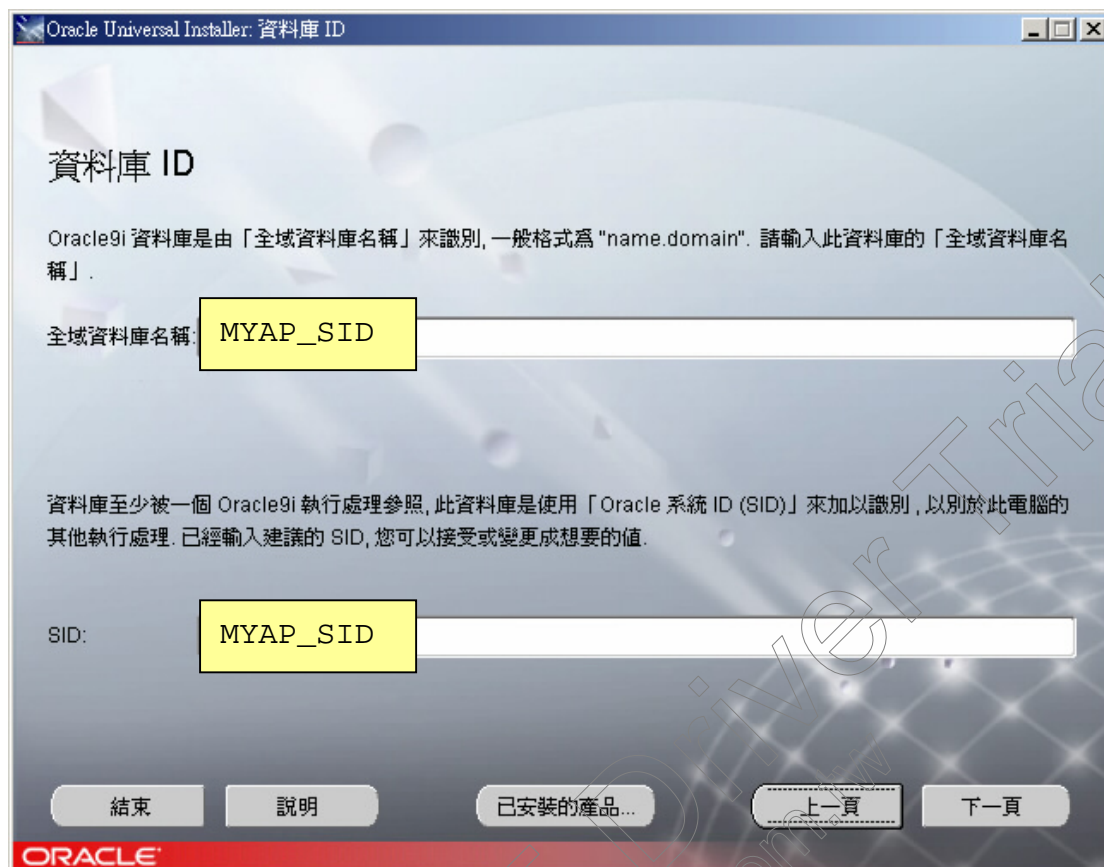 Oracle Universal Installer: 資料庫 ID
資料庫 ID
Oracle9i 資料庫是由「全域資料庫名稱」來識別, 一般格式為 "name.domain". 請輸入此資料庫的「全域資料庫名
稱」.
全域資料庫名稱: MYAP_SID
資料庫至少被一個 Oracle9i 執行處理參照, 此資料庫是使用「Oracle 系統 ID (SID)」來加以識別 , 以別於此電腦的
其他執行處理. 已經輸入建議的 SID, 您可以接受或變更成想要的值.
SID: MYAP_SID
結束 說明 已安裝的產品... 上一頁 下一頁
ORACLE
Driver Tria
om.tw